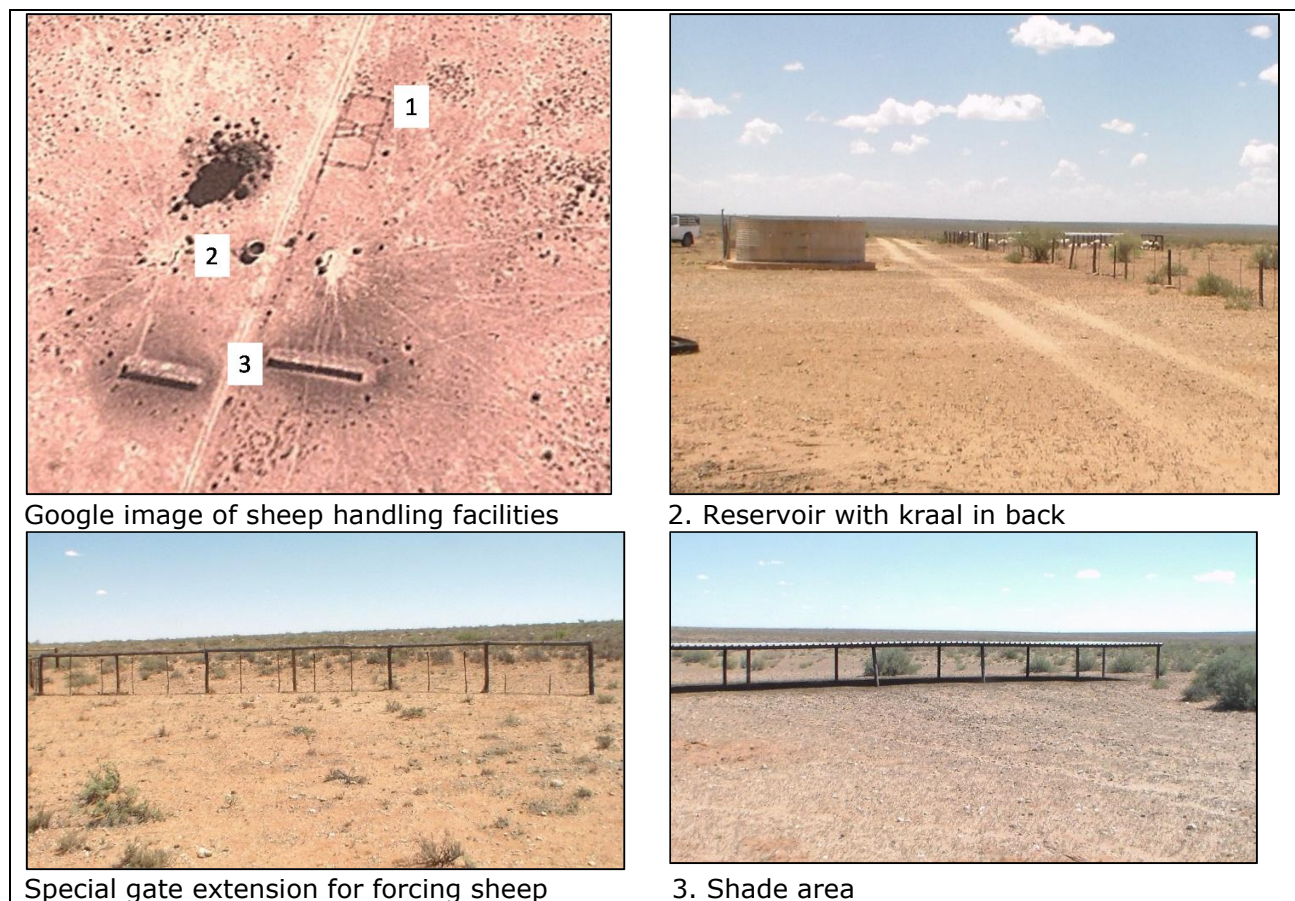 1
2
3
Google image of sheep handling facilities
2. Reservoir with kraal in back
Special gate extension for forcing sheep
3. Shade area